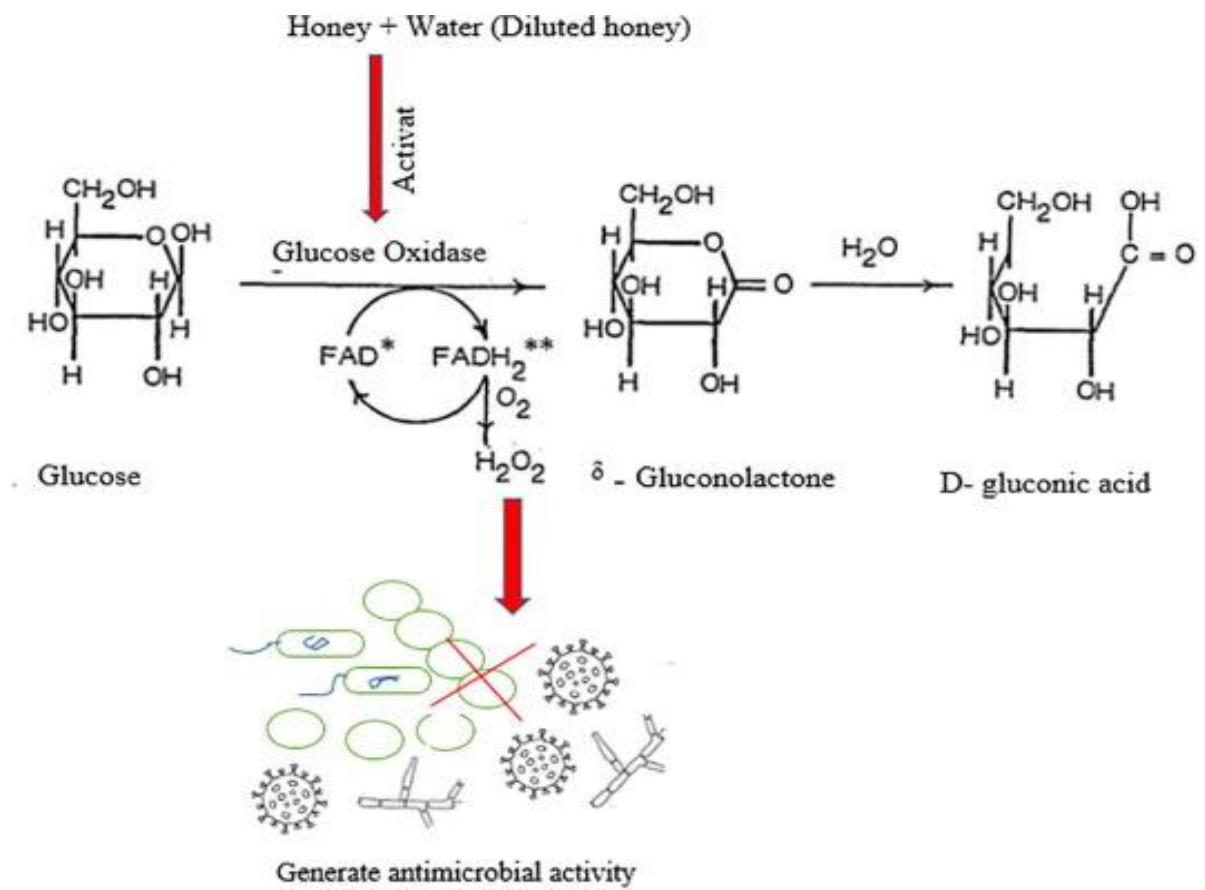 Honey + Water (Diluted honey)
Activat
Glucose Oxidase
CH₂OH
H
O
OH
H
OH
H
HO
H
H
OH
Glucose
FAD*
FADH₂**
O₂
H₂O₂
CH₂OH
H
O
OH
H
O
HO
H
OH
δ - Gluconolactone
H₂O
CH₂OH
OH
H
C = O
OH
H
HO
H
OH
D- gluconic acid
Generate antimicrobial activity